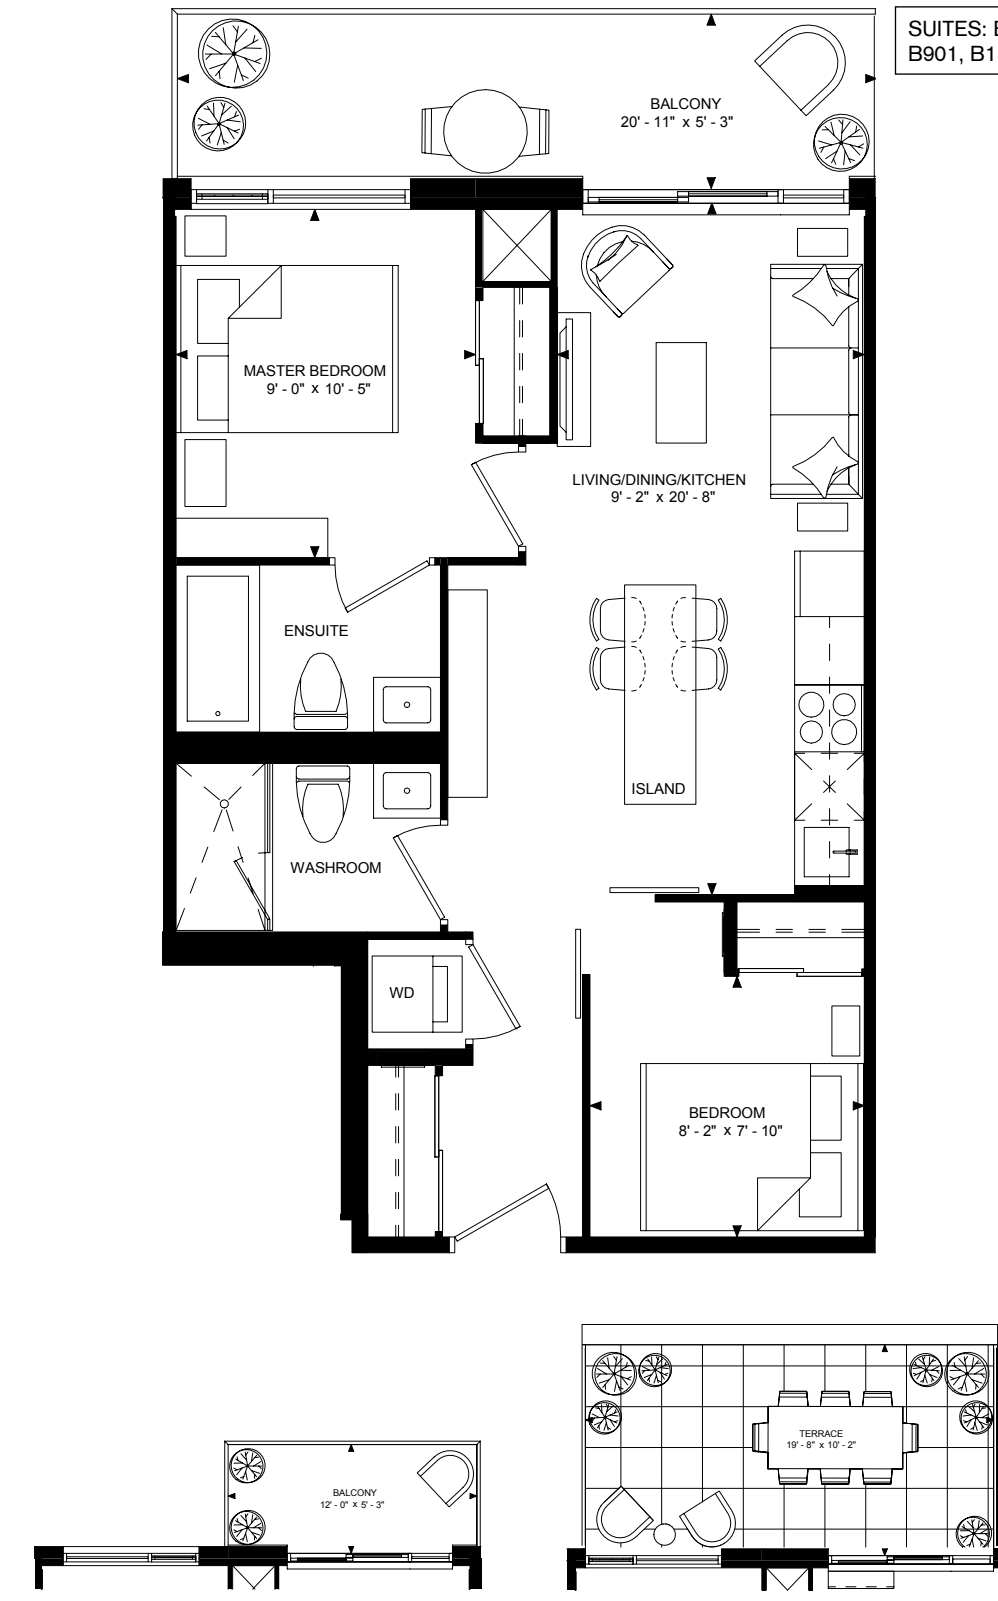 SUITES:
B901,
BALCONY
20' - 11" x 5' - 3"
MASTER BEDROOM
9' - 0" x 10' - 5"
LIVING/DINING/KITCHEN
9' - 2" x 20' - 8"
ENSUITE
ISLAND
WASHROOM
WD
BEDROOM
8' - 2" x 7' - 10"
TERRACE
19' - 8" x 10' - 2"
BALCONY
12' - 0" x 5' - 3"